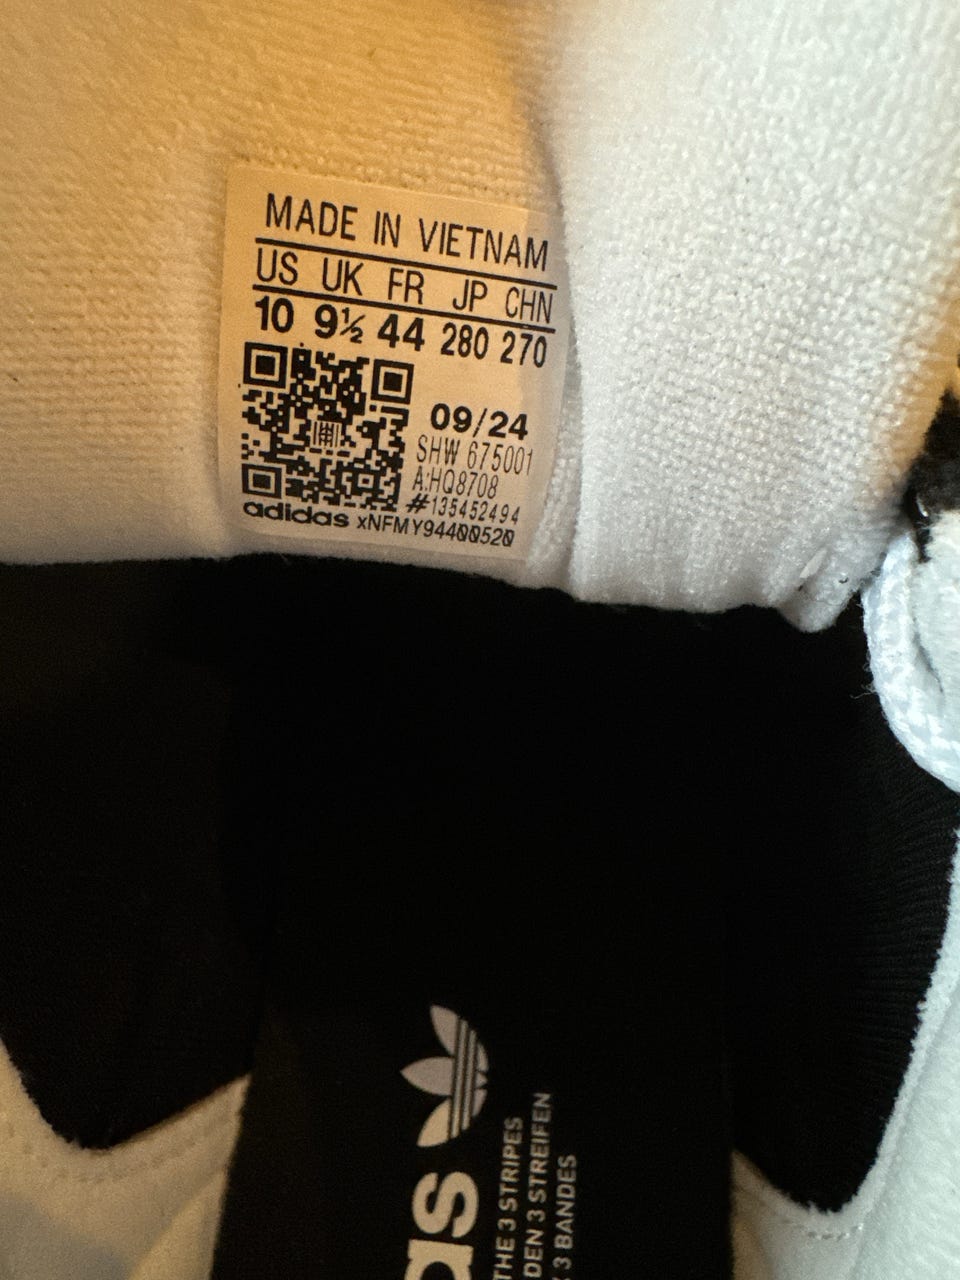 MADE IN VIETNAM
US UK FR JP CHN
10 9½ 44 280 270
09/24
SHW 675001
A:HQ8708
#135452494
adidas xNFMY94400520
as
THE 3 STRIPES
DEN 3 STREIFEN
3 BANDES